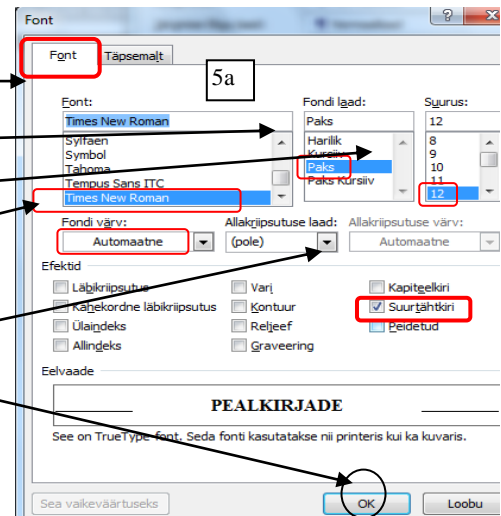 Font
Font Täpsemalt
5a
Font: Fondi laad: Suurus:
Times New Roman Paks 12
Sylfaen Harilik 8
Symbol Kursiiv 9
Tahoma Paks 10
Tempus Sans ITC Paks Kursiiv 11
Times New Roman 12
Fondi värv: Allakriipsutuse laad: Allakriipsutuse värv:
Automaatne (pole) Automaatne
Efektid
Läbikriipsutus Vari Kapiteelkiri
Kahekordne läbikriipsutus Kontuur Suurtähtkiri
Ülaindeks Reljeef Peidetud
Allindeks Graveering
Eelvaade
PEALKIRJADE
See on TrueType-font. Seda fonti kasutatakse nii printeris kui ka kuvaris.
Sea vaikeväärtuseks OK Loobu